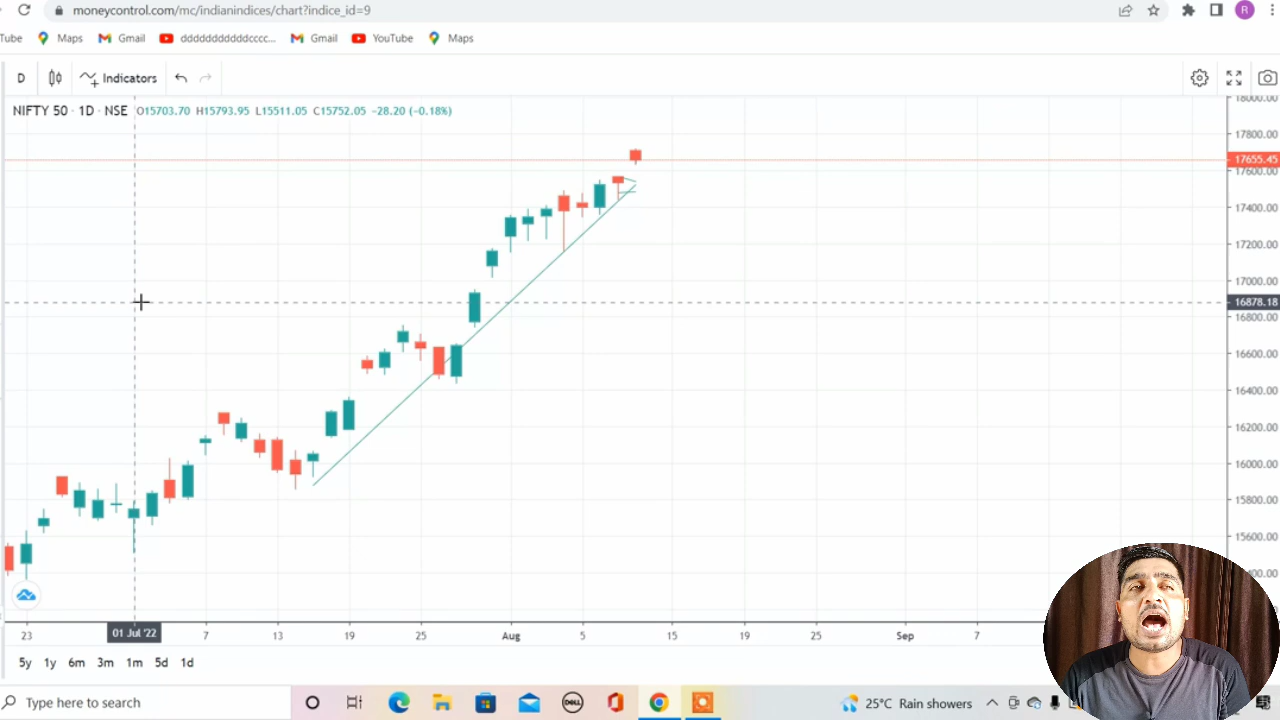 moneycontrol.com/mc/indianindices/chart?indice_id=9
R
Tube Maps Gmail dddddddddddcccc... Gmail YouTube Maps
D Indicators
NIFTY 50 · 1D · NSE O15703.70 H15793.95 L15511.05 C15752.05 −28.20 (−0.18%)
18000.00
17800.00
17655.45
17600.00
17400.00
17200.00
17000.00
16878.18
16800.00
16600.00
16400.00
16200.00
16000.00
15800.00
15600.00
23 01 Jul '22 7 13 19 25 Aug 5 15 19 25 Sep 7
5y 1y 6m 3m 1m 5d 1d
Type here to search
DELL
25°C Rain showers